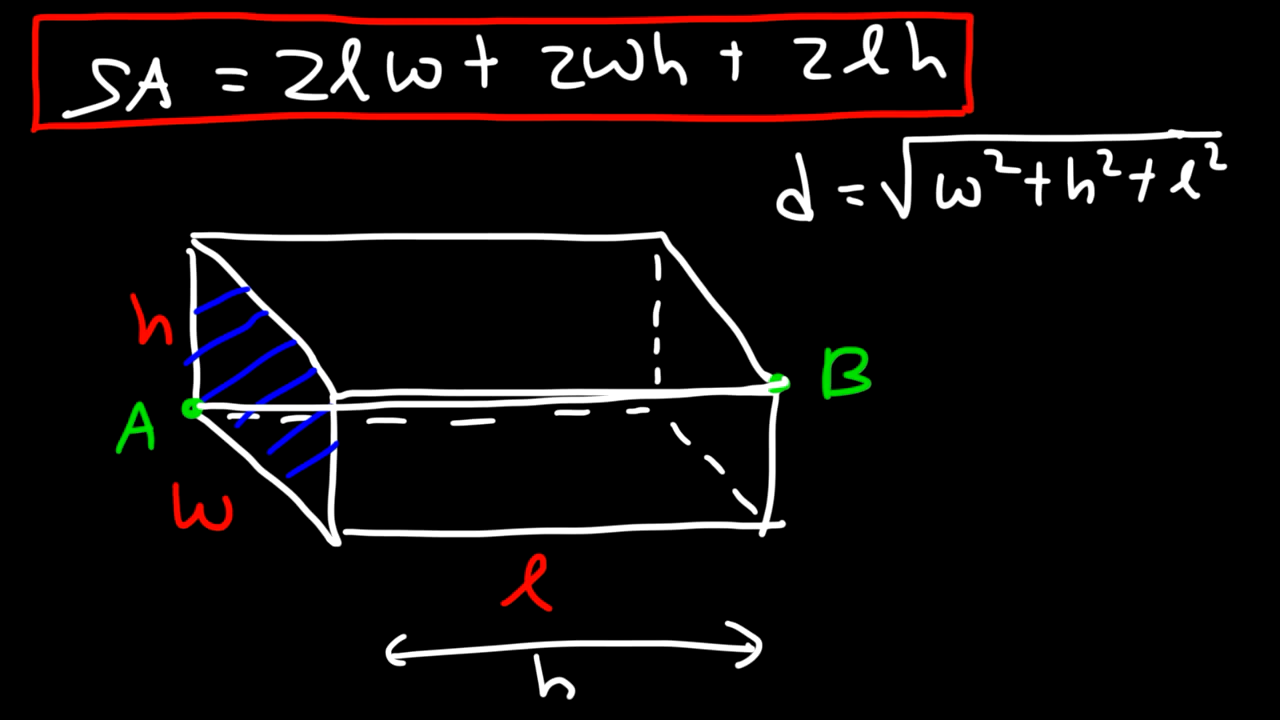 SA = 2lw + 2wh + 2lh
d = √w²+h²+l²
h
B
A
w
l
h